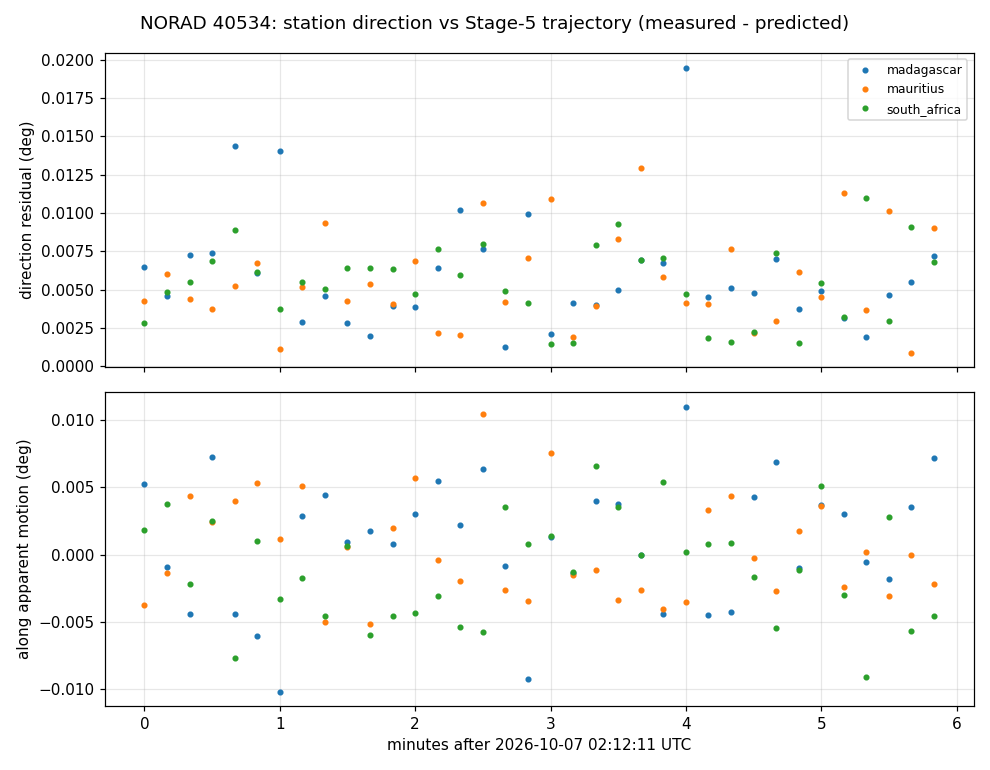 NORAD 40534: station direction vs Stage-5 trajectory (measured - predicted)
direction residual (deg)
0.0200
0.0175
0.0150
0.0125
0.0100
0.0075
0.0050
0.0025
0.0000
madagascar
mauritius
south_africa
along apparent motion (deg)
0.010
0.005
0.000
−0.005
−0.010
0 1 2 3 4 5 6
minutes after 2026-10-07 02:12:11 UTC